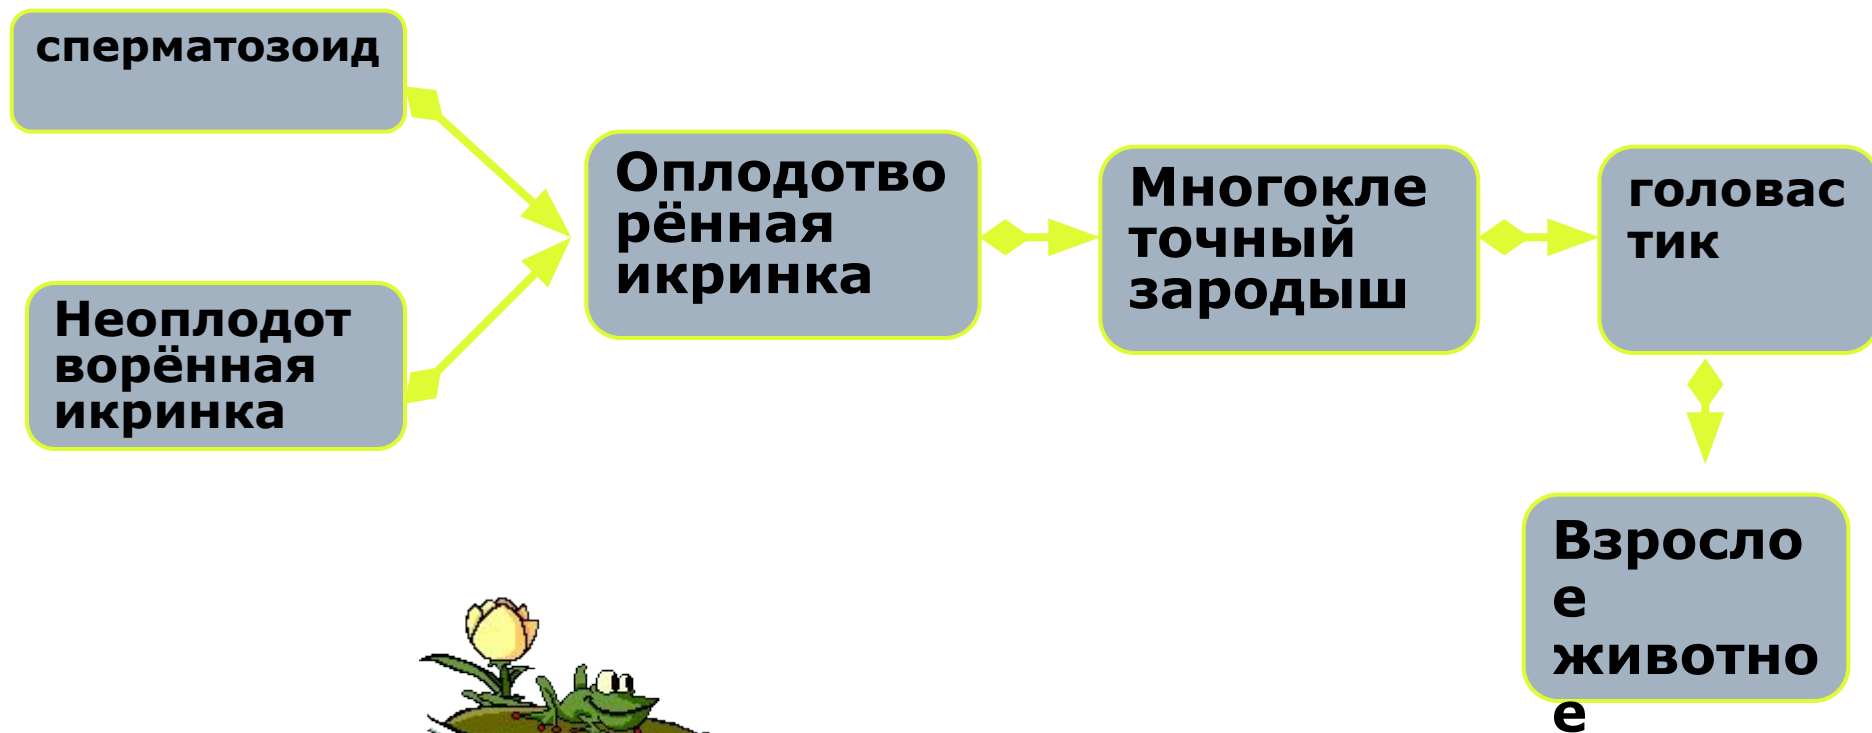 сперматозоид
Неоплодот
ворённая
икринка
Оплодотво
рённая
икринка
Многокле
точный
зародыш
головас
тик
Взросло
е
животно
е